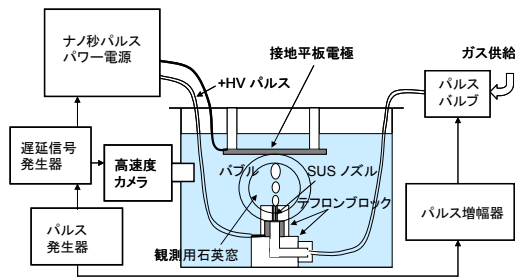 ナノ秒パルス
パワー電源
接地平板電極
ガス供給
+HV パルス
パルス
バルブ
遅延信号
発生器
高速度
カメラ
バブル
SUS ノズル
テフロンブロック
パルス
発生器
観測用石英窓
パルス増幅器